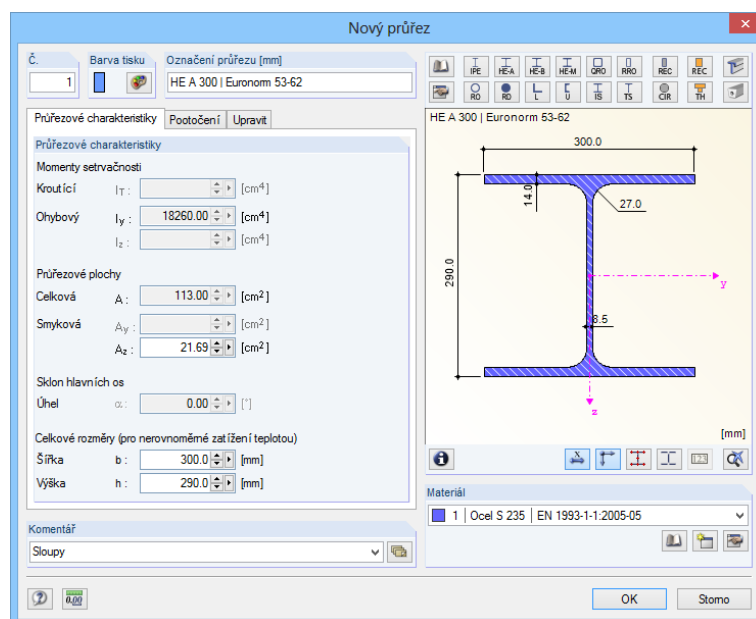 Nový průřez
Č.
Barva tisku
Označení průřezu [mm]
1
HE A 300 | Euronorm 53-62
Průřezové charakteristiky
Pootočení
Upravit
Průřezové charakteristiky
Momenty setrvačnosti
Kroutící IT : [cm4]
Ohybový Iy : 18260.00 [cm4]
Iz : [cm4]
Průřezové plochy
Celková A : 113.00 [cm2]
Smyková Ay : [cm2]
Az : 21.69 [cm2]
Sklon hlavních os
Úhel α : 0.00 [°]
Celkové rozměry (pro nerovnoměrné zatížení teplotou)
Šířka b : 300.0 [mm]
Výška h : 290.0 [mm]
Komentář
Sloupy
0.00
IPE HE-A HE-B HE-M QRO RRO REC REC
RO RD L U IS TS CIR TH
HE A 300 | Euronorm 53-62
300.0
14.0
27.0
290.0
y
8.5
z
[mm]
x
123
Materiál
1 | Ocel S 235 | EN 1993-1-1:2005-05
OK
Storno